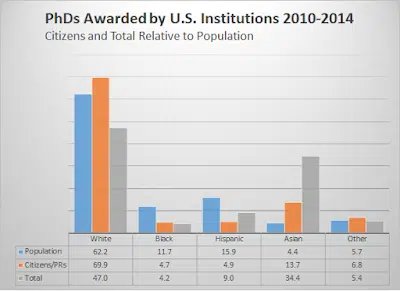 PhDs Awarded by U.S. Institutions 2010-2014
Citizens and Total Relative to Population
White Black Hispanic Asian Other
Population 62.2 11.7 15.9 4.4 5.7
Citizens/PRs 69.9 4.7 4.9 13.7 6.8
Total 47.0 4.2 9.0 34.4 5.4